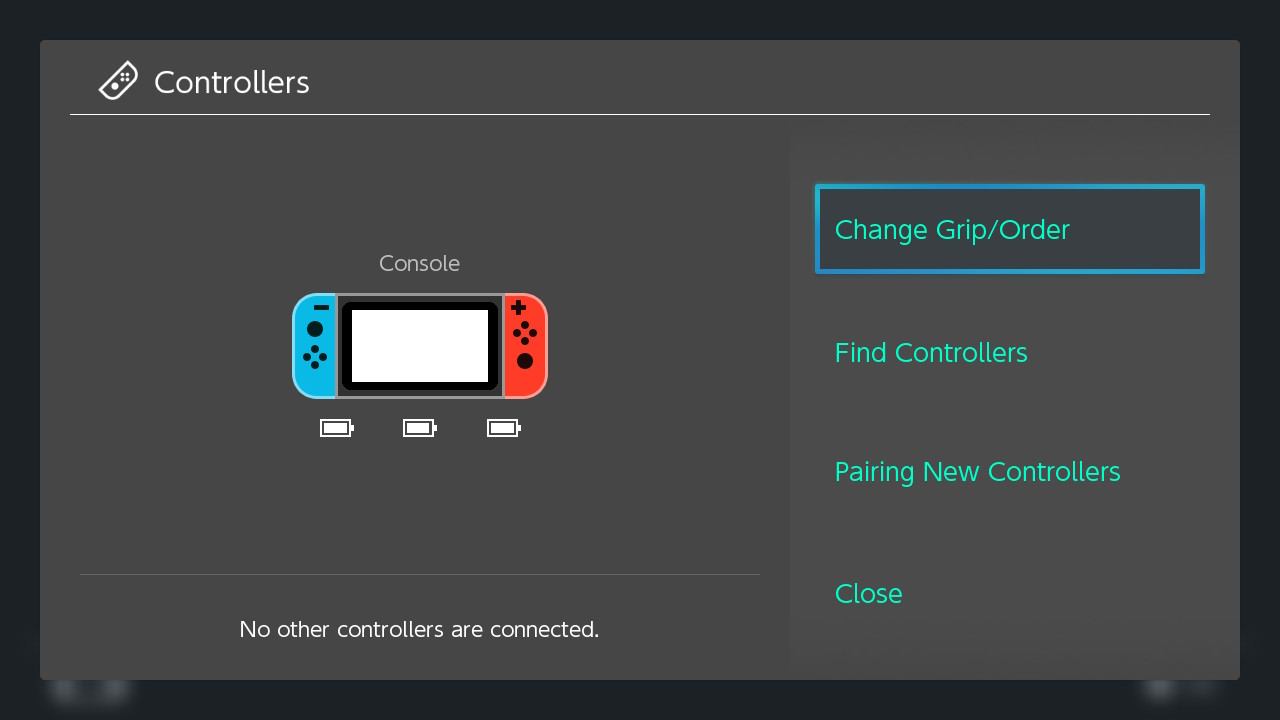 Controllers
Console
No other controllers are connected.
Change Grip/Order
Find Controllers
Pairing New Controllers
Close